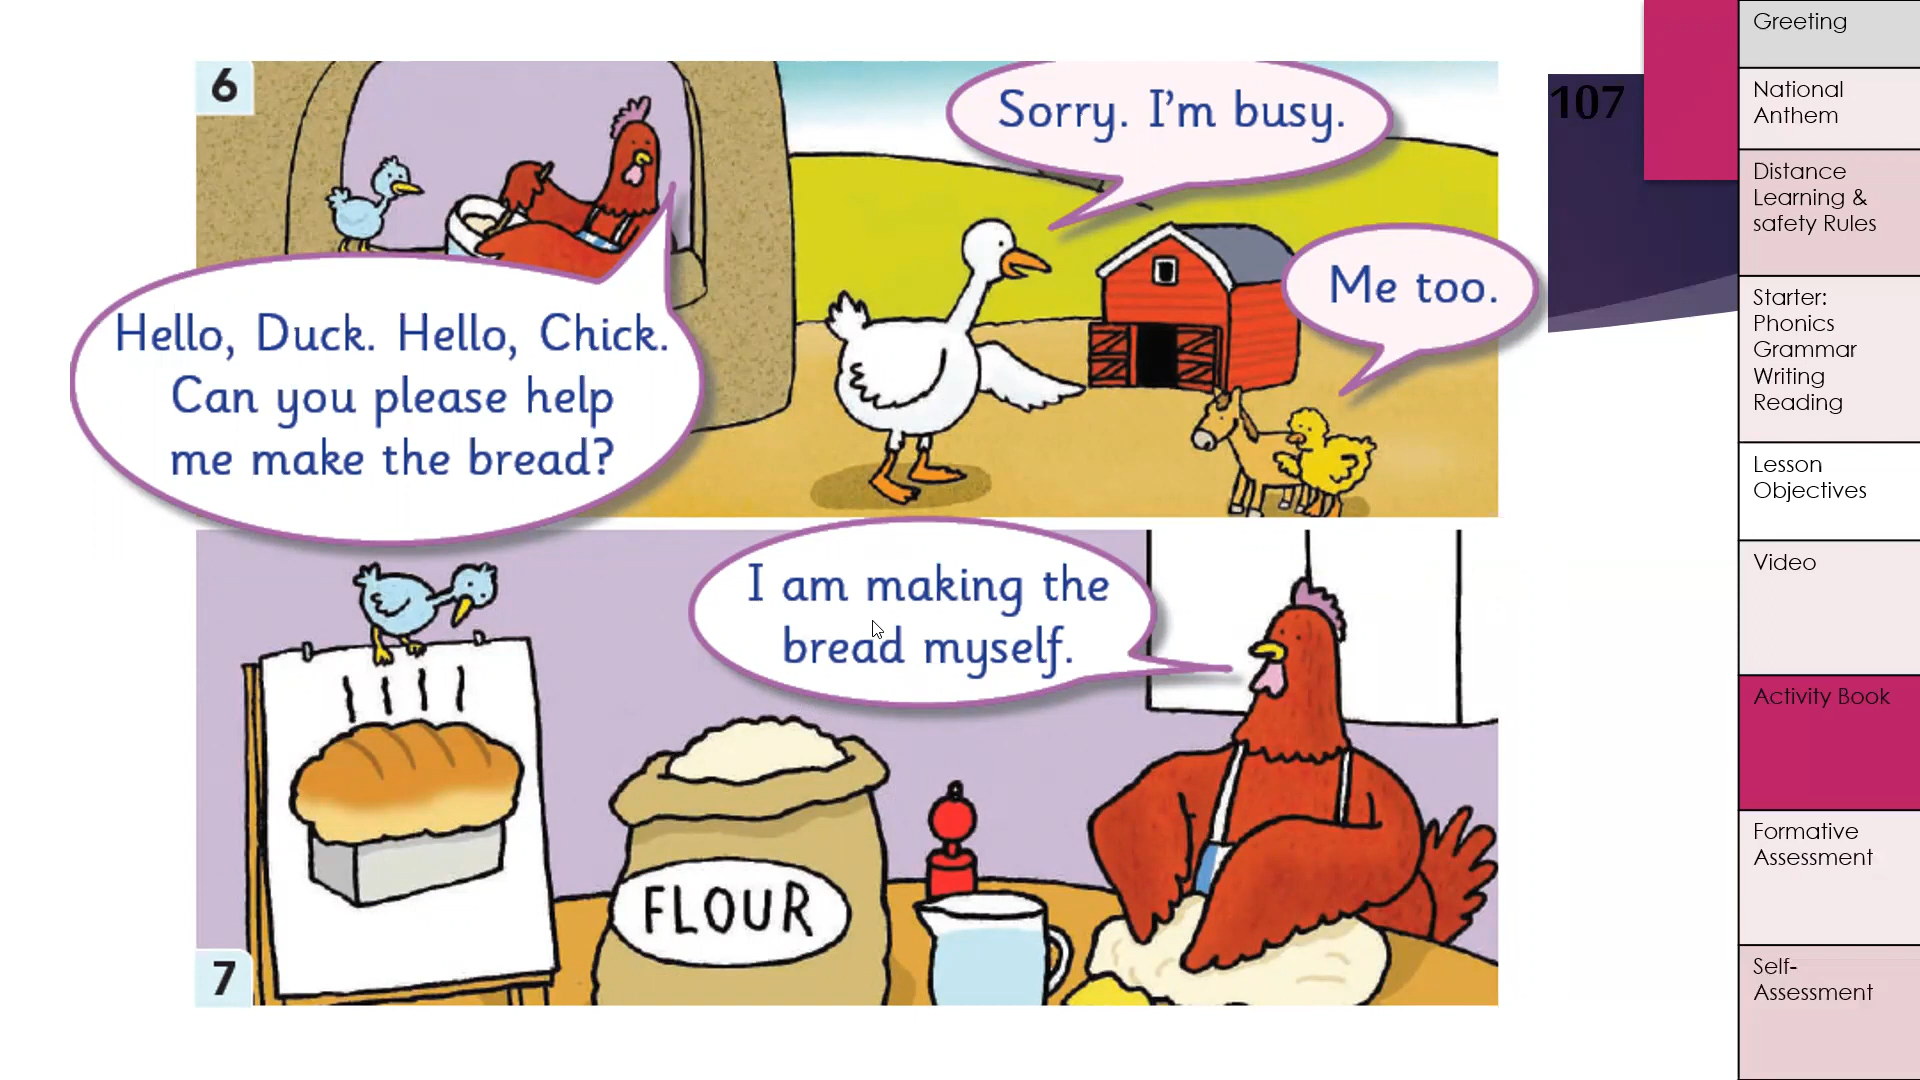 6
Sorry. I'm busy.
Me too.
Hello, Duck. Hello, Chick.
Can you please help
me make the bread?
I am making the
bread myself.
FLOUR
7
107
Greeting
National
Anthem
Distance
Learning &
safety Rules
Starter:
Phonics
Grammar
Writing
Reading
Lesson
Objectives
Video
Activity Book
Formative
Assessment
Self-
Assessment